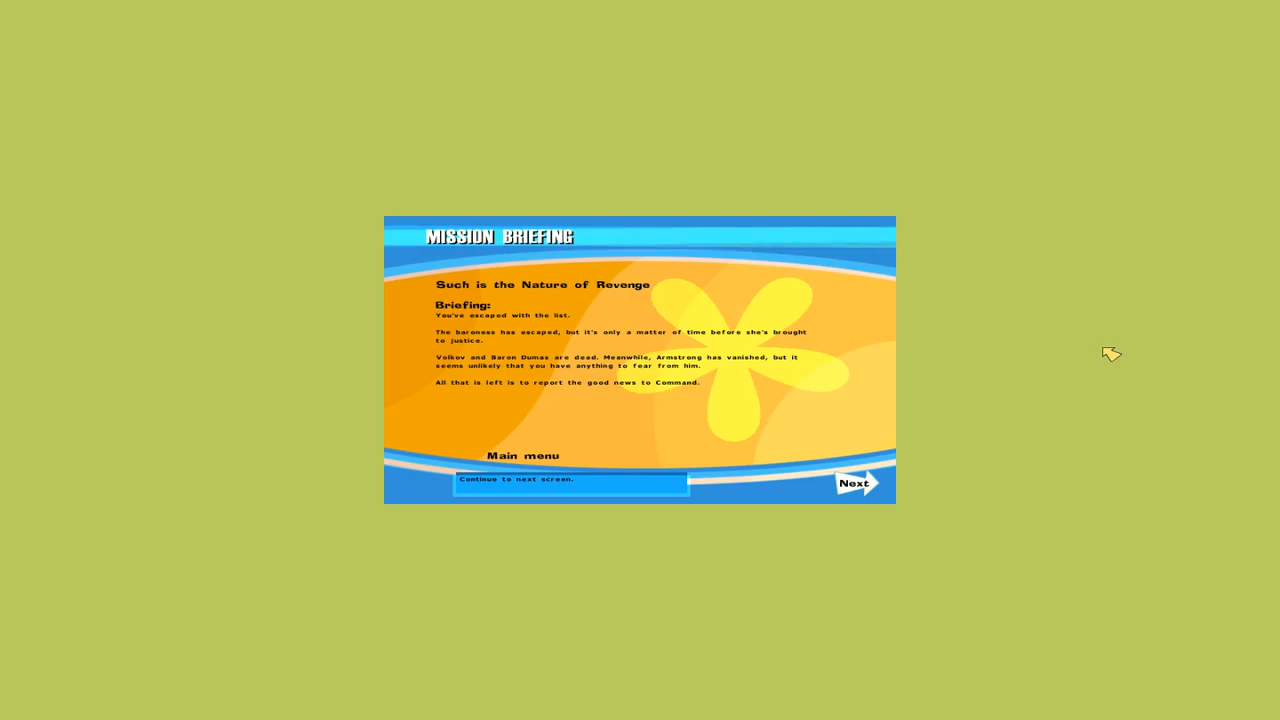 MISSION BRIEFING
Such is the Nature of Revenge
Briefing:
You've escaped with the list.
The baroness has escaped, but it's only a matter of time before she's brought
to justice.
Volkov and Baron Dumas are dead. Meanwhile, Armstrong has vanished, but it
seems unlikely that you have anything to fear from him.
All that is left is to report the good news to Command.
Main menu
Continue to next screen.
Next